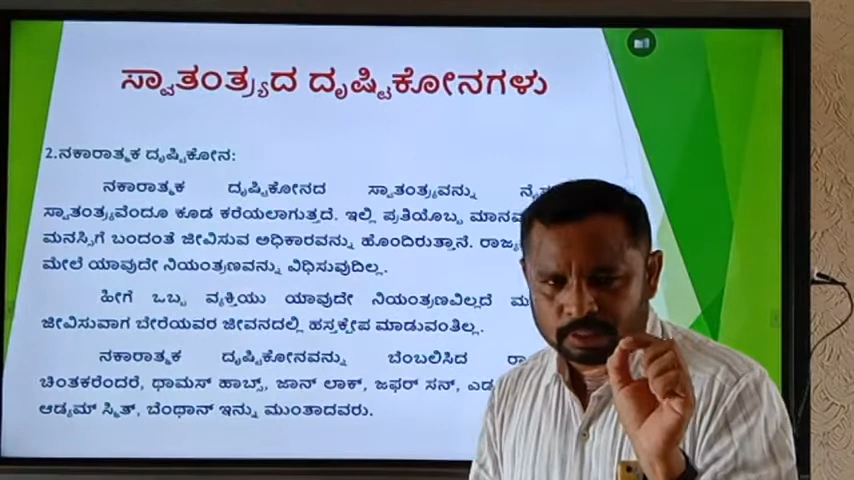 ಸ್ವಾತಂತ್ರ್ಯದ ದೃಷ್ಟಿಕೋನಗಳು
2.ನಕಾರಾತ್ಮಕ ದೃಷ್ಟಿಕೋನ:
ನಕಾರಾತ್ಮಕ ದೃಷ್ಟಿಕೋನದ ಸ್ವಾತಂತ್ರ್ಯವನ್ನು
ಸ್ವಾತಂತ್ರ್ಯವೆಂದೂ ಕೂಡ ಕರೆಯಲಾಗುತ್ತದೆ. ಇಲ್ಲಿ ಪ್ರತಿಯೊಬ್ಬ
ಮನಸ್ಸಿಗೆ ಬಂದಂತೆ ಜೀವಿಸುವ ಅಧಿಕಾರವನ್ನು ಹೊಂದಿರುತ್ತಾನೆ.
ಮೇಲೆ ಯಾವುದೇ ನಿಯಂತ್ರಣವನ್ನು ವಿಧಿಸುವುದಿಲ್ಲ.
ಹೀಗೆ ಒಬ್ಬ ವ್ಯಕ್ತಿಯು ಯಾವುದೇ ನಿಯಂತ್ರಣವಿಲ್ಲದೆ
ಜೀವಿಸುವಾಗ ಬೇರೆಯವರ ಜೀವನದಲ್ಲಿ ಹಸ್ತಕ್ಷೇಪ ಮಾಡುವಂತಿಲ್ಲ.
ನಕಾರಾತ್ಮಕ ದೃಷ್ಟಿಕೋನವನ್ನು ಬೆಂಬಲಿಸಿದ
ಚಿಂತಕರೆಂದರೆ, ಥಾಮಸ್ ಹಾಬ್ಸ್, ಜಾನ್ ಲಾಕ್, ಜಫರ್ ಸನ್,
ಆಡ್ಯಮ್ ಸ್ಮಿತ್, ಬೆಂಥಾನ್ ಇನ್ನು ಮುಂತಾದವರು.